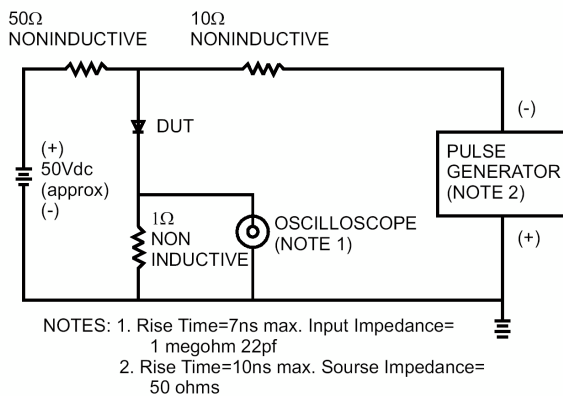 50Ω
NONINDUCTIVE
10Ω
NONINDUCTIVE
(+)
50Vdc
(approx)
(-)
DUT
1Ω
NON
INDUCTIVE
OSCILLOSCOPE
(NOTE 1)
(-)
PULSE
GENERATOR
(NOTE 2)
(+)
NOTES: 1. Rise Time=7ns max. Input Impedance=
1 megohm 22pf
2. Rise Time=10ns max. Sourse Impedance=
50 ohms